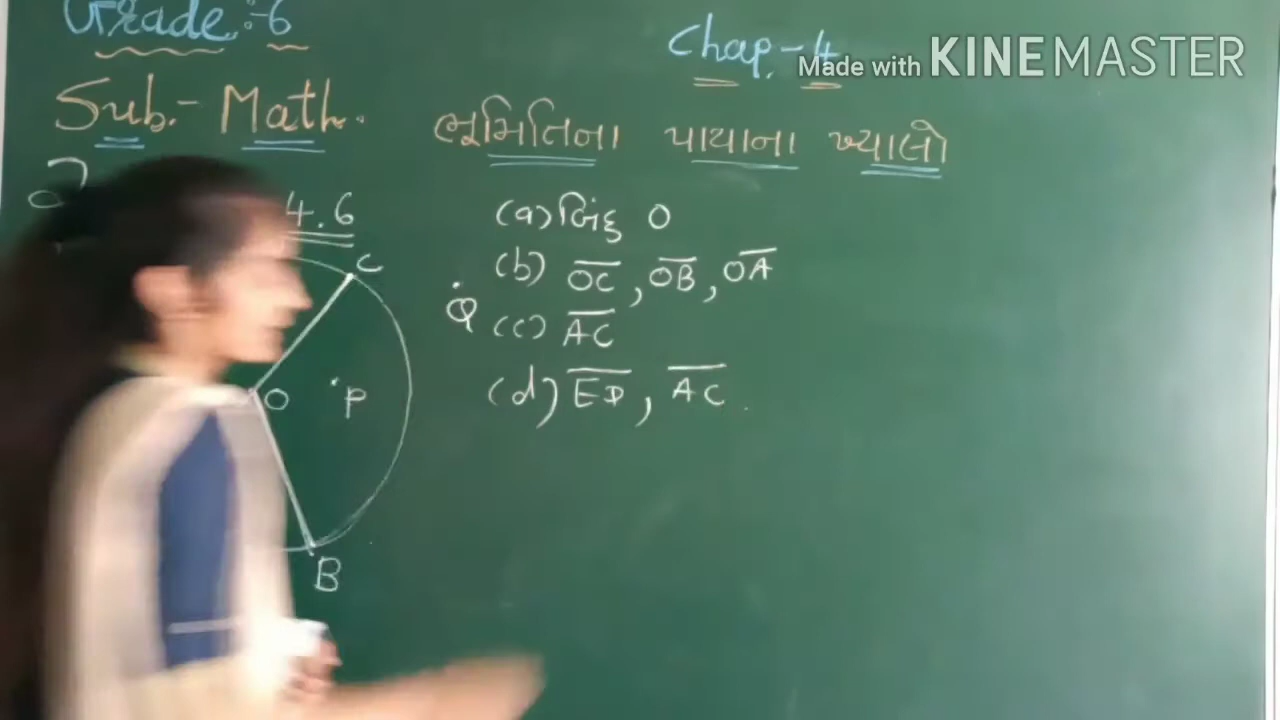 Grade:-6
Chap.-4
Made with KINEMASTER
Sub.- Math.
ભૂમિતિના પાયાના ખ્યાલો
4.6
(a) બિંદુ O
C
(b) OC, OB, OA
Q
(c) AC
O
P
(d) ED, AC.
B